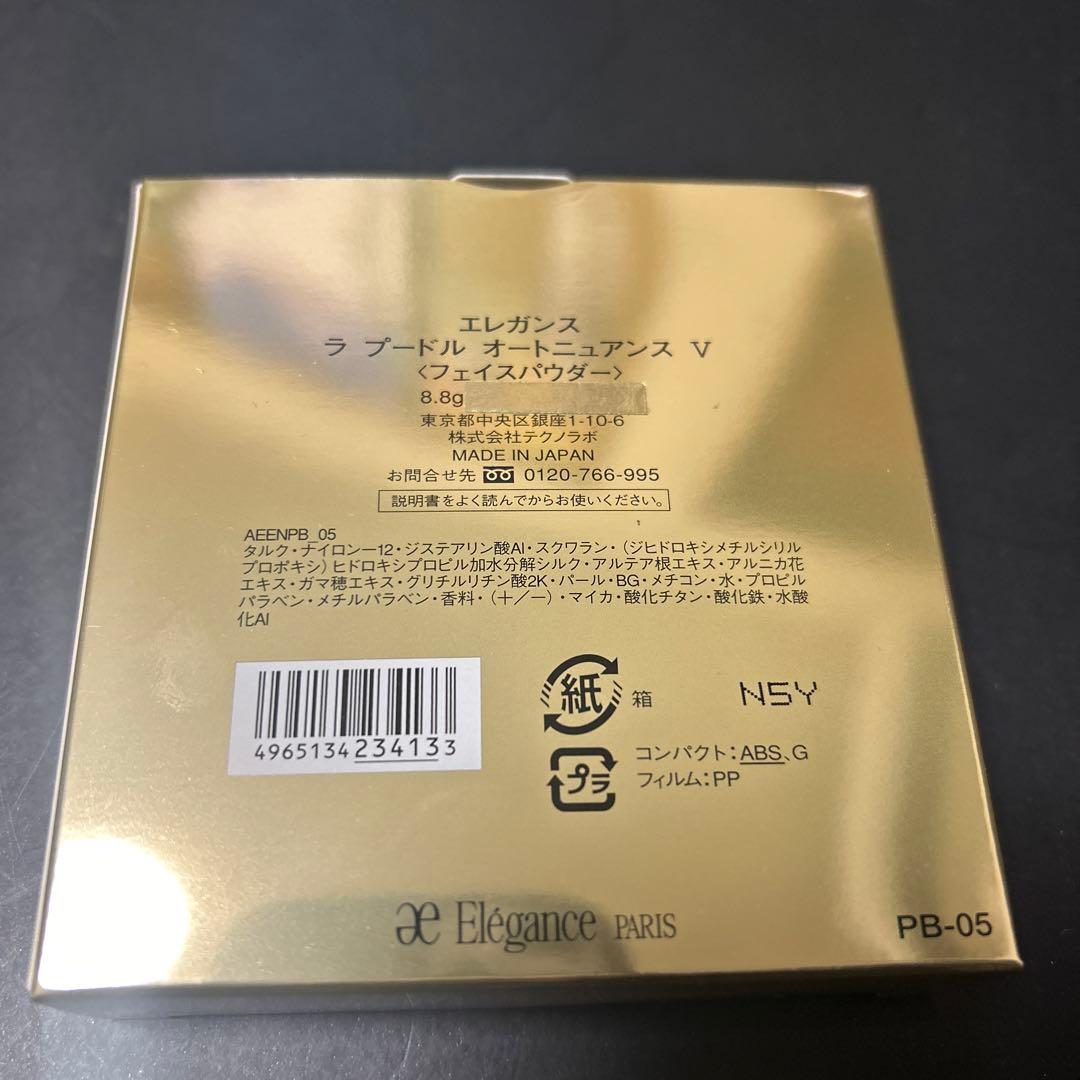 エレガンス
ラ プードル オートニュアンス V
〈フェイスパウダー〉
8.8g
東京都中央区銀座1-10-6
株式会社テクノラボ
MADE IN JAPAN
お問合せ先 0120-766-995
説明書をよく読んでからお使いください。
AEENPB_05
タルク・ナイロン―12・ジステアリン酸Al・スクワラン・(ジヒドロキシメチルシリル
プロポキシ)ヒドロキシプロピル加水分解シルク・アルテア根エキス・アルニカ花
エキス・ガマ穂エキス・グリチルリチン酸2K・パール・BG・メチコン・水・プロピル
パラベン・メチルパラベン・香料・(+/−)・マイカ・酸化チタン・酸化鉄・水酸
化Al
4965134234133
紙 箱
N5Y
プラ
コンパクト:ABS、G
フィルム:PP
æ Elégance PARIS
PB-05